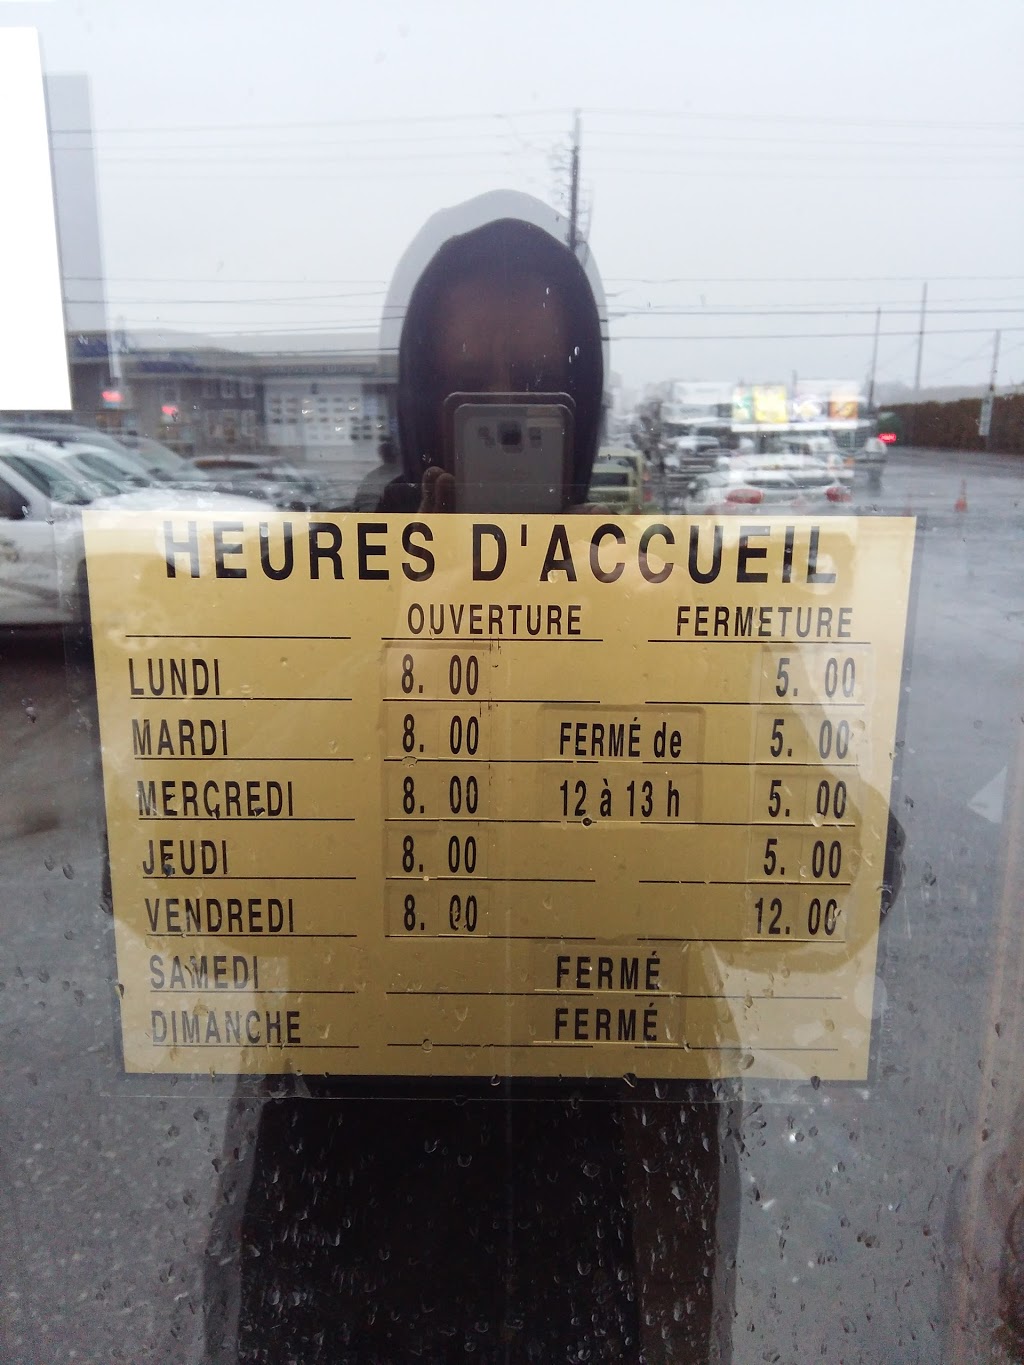 HEURES D'ACCUEIL
OUVERTURE FERMETURE
LUNDI 8. 00 5. 00
MARDI 8. 00 FERMÉ de 5. 00
MERCREDI 8. 00 12 à 13 h 5. 00
JEUDI 8. 00 5. 00
VENDREDI 8. 00 12. 00
SAMEDI FERMÉ
DIMANCHE FERMÉ